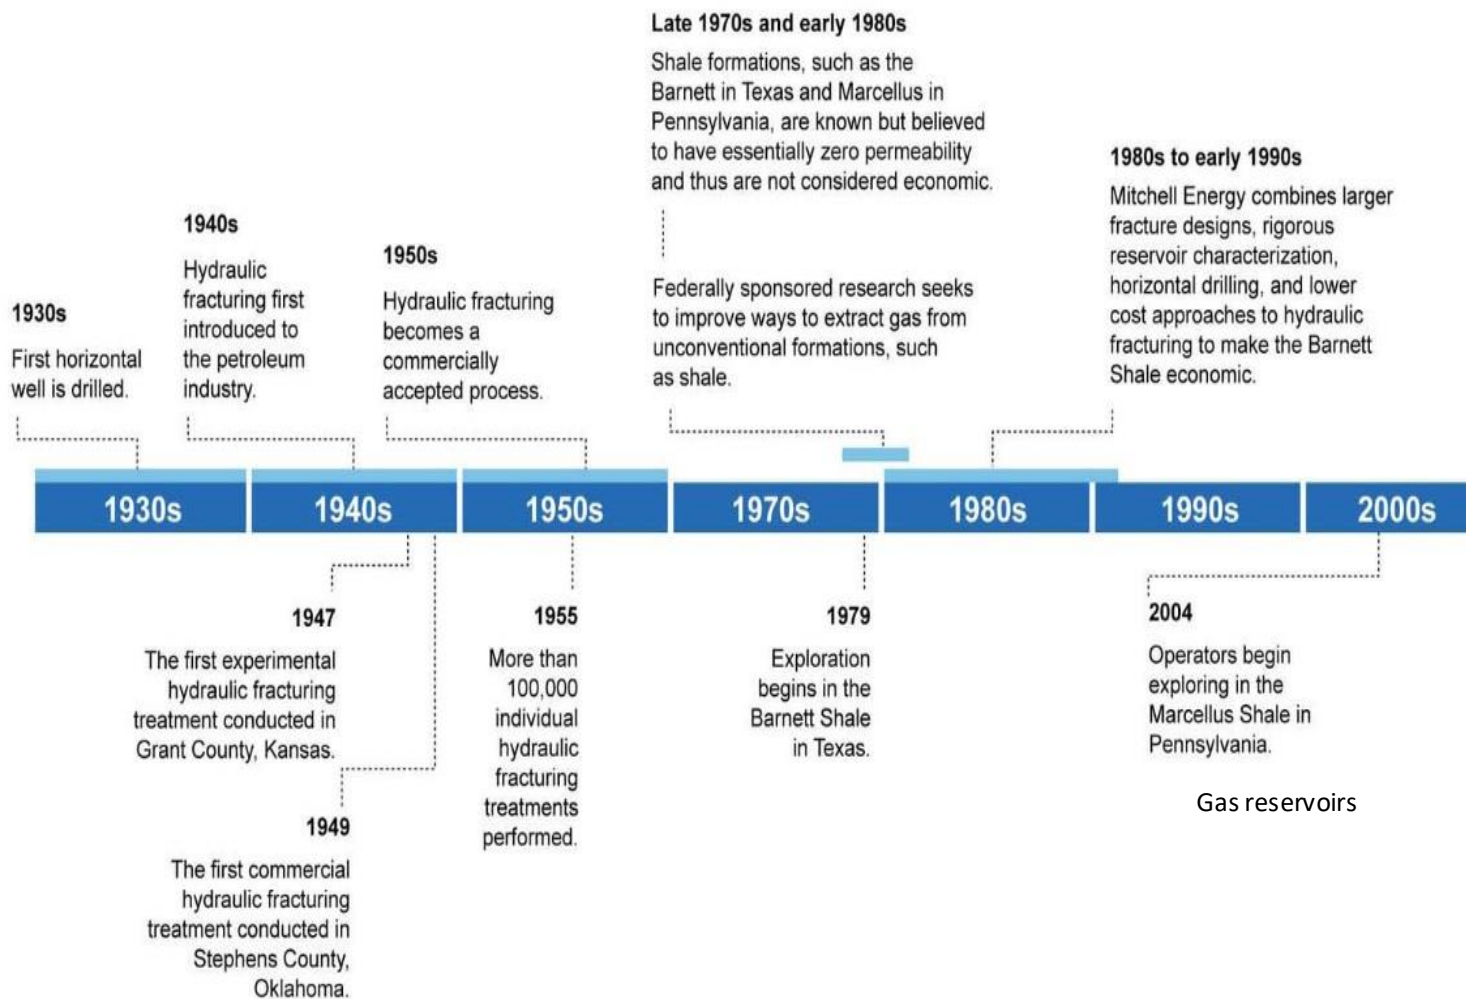 Late 1970s and early 1980s
Shale formations, such as the
Barnett in Texas and Marcellus in
Pennsylvania, are known but believed
to have essentially zero permeability
and thus are not considered economic.
1980s to early 1990s
Mitchell Energy combines larger
fracture designs, rigorous
reservoir characterization,
horizontal drilling, and lower
cost approaches to hydraulic
fracturing to make the Barnett
Shale economic.
1940s
Hydraulic
fracturing first
introduced to
the petroleum
industry.
1950s
Hydraulic fracturing
becomes a
commercially
accepted process.
Federally sponsored research seeks
to improve ways to extract gas from
unconventional formations, such
as shale.
1930s
First horizontal
well is drilled.
1930s
1940s
1950s
1970s
1980s
1990s
2000s
1947
The first experimental
hydraulic fracturing
treatment conducted in
Grant County, Kansas.
1949
The first commercial
hydraulic fracturing
treatment conducted in
Stephens County,
Oklahoma.
1955
More than
100,000
individual
hydraulic
fracturing
treatments
performed.
1979
Exploration
begins in the
Barnett Shale
in Texas.
2004
Operators begin
exploring in the
Marcellus Shale in
Pennsylvania.
Gas reservoirs